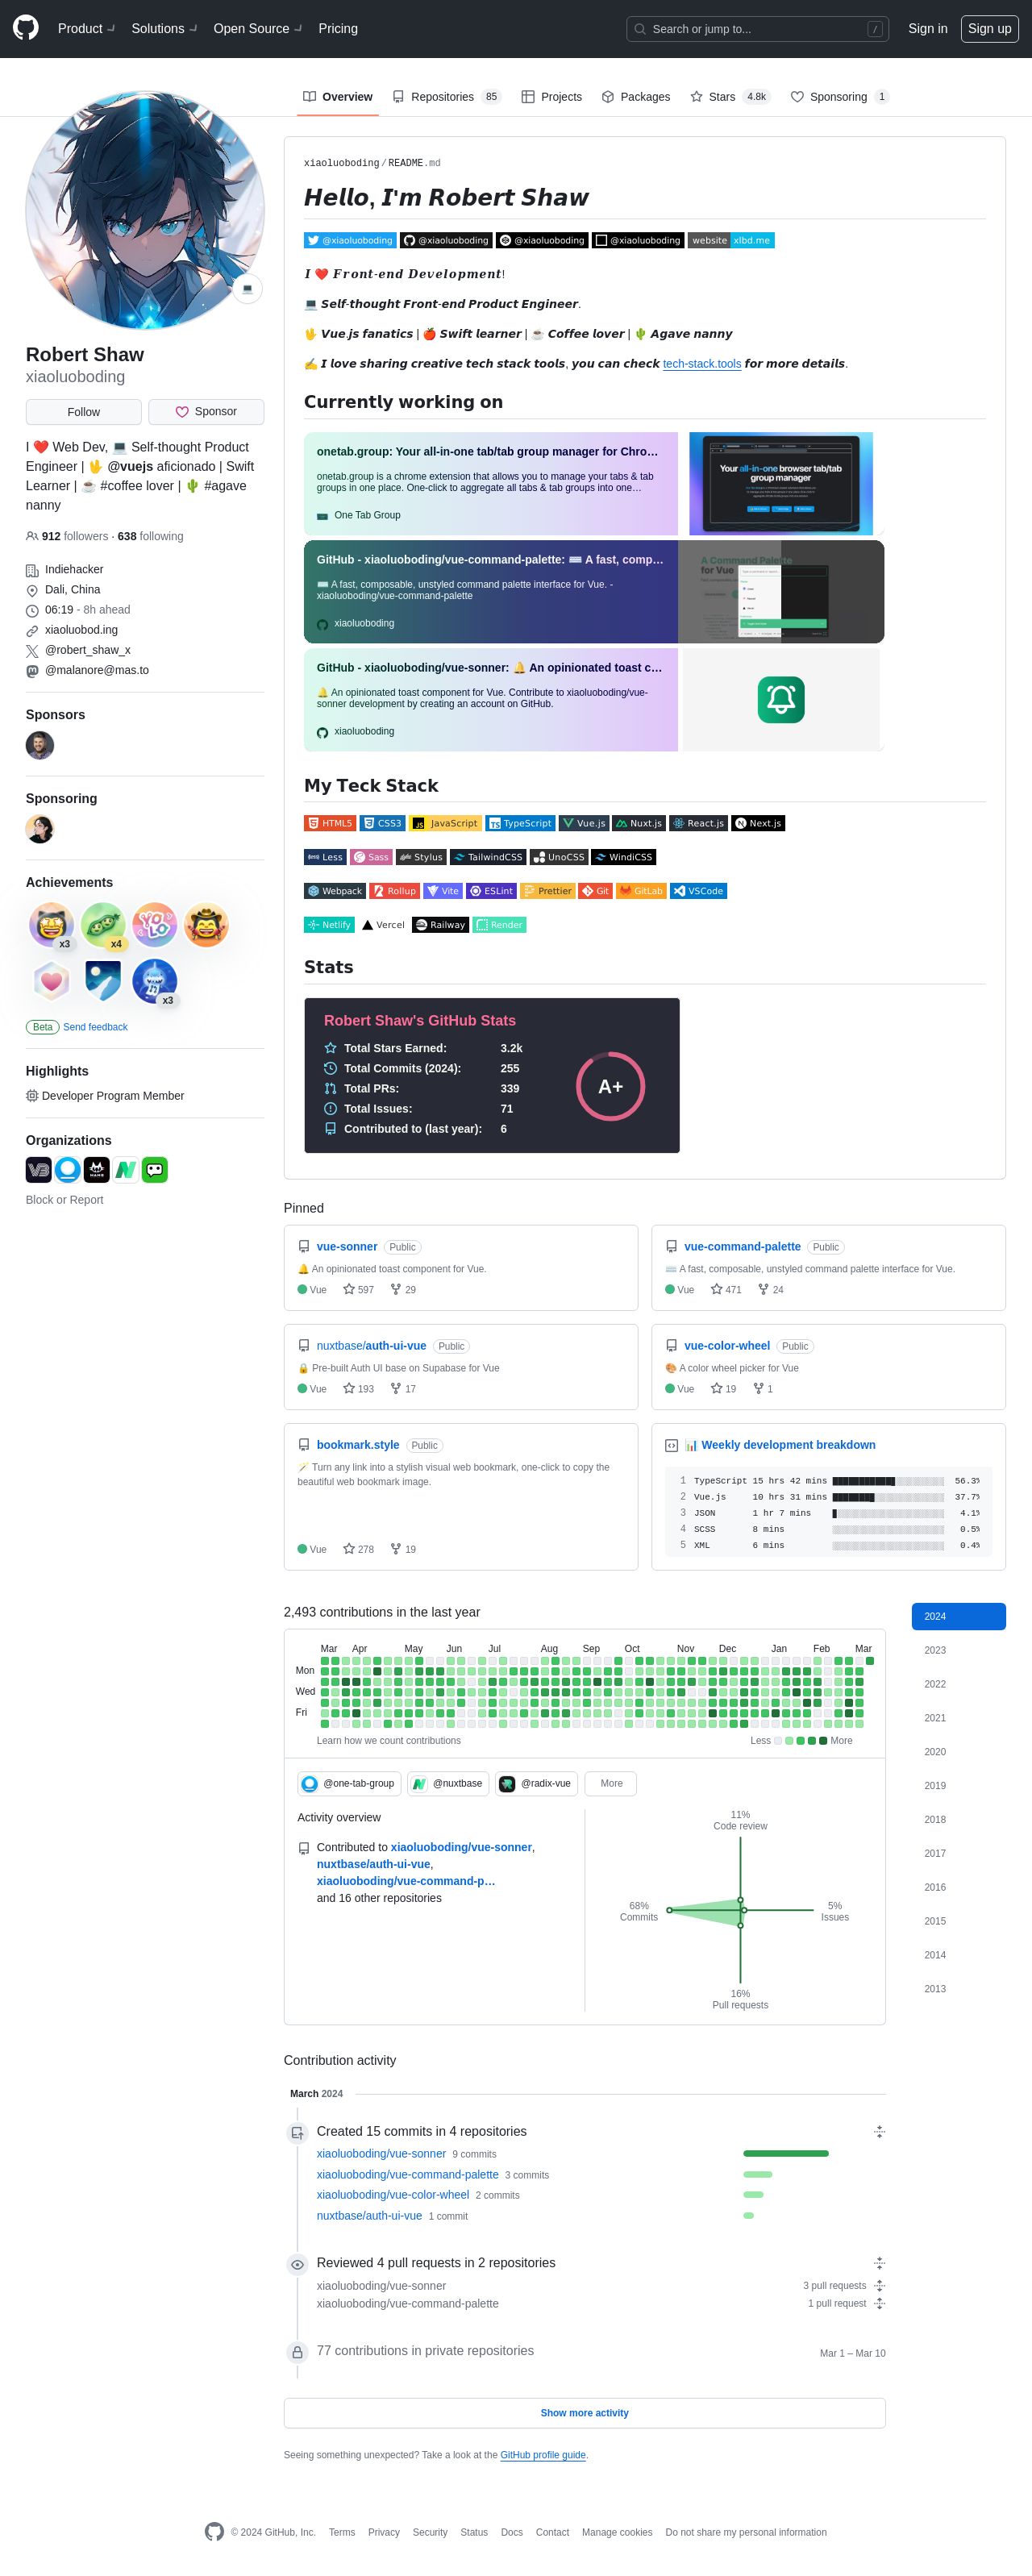 Product
Solutions
Open Source
Pricing
Search or jump to...
/
Sign in
Sign up
Overview
Repositories 85
Projects
Packages
Stars 4.8k
Sponsoring 1
Robert Shaw
xiaoluoboding
Follow
Sponsor
I ❤️ Web Dev, 💻 Self-thought Product
Engineer | 🖖 @vuejs aficionado | Swift
Learner | ☕ #coffee lover | 🌵 #agave
nanny
912 followers · 638 following
Indiehacker
Dali, China
06:19 - 8h ahead
xiaoluobod.ing
@robert_shaw_x
@malanore@mas.to
Sponsors
Sponsoring
Achievements
x3
x4
YOLO
x3
Beta Send feedback
Highlights
Developer Program Member
Organizations
Block or Report
xiaoluoboding/README.md
Hello, I'm Robert Shaw
@xiaoluoboding @xiaoluoboding @xiaoluoboding @xiaoluoboding website xlbd.me
I ❤️ Front-end Development!
💻 Self-thought Front-end Product Engineer.
🖖 Vue.js fanatics | 🍎 Swift learner | ☕ Coffee lover | 🌵 Agave nanny
✍️ I love sharing creative tech stack tools, you can check tech-stack.tools for more details.
Currently working on
onetab.group: Your all-in-one tab/tab group manager for Chro…
onetab.group is a chrome extension that allows you to manage your tabs & tab
groups in one place. One-click to aggregate all tabs & tab groups into one…
One Tab Group
Your all-in-one browser tab/tab
group manager
GitHub - xiaoluoboding/vue-command-palette: ⌨️ A fast, comp…
⌨️ A fast, composable, unstyled command palette interface for Vue. -
xiaoluoboding/vue-command-palette
xiaoluoboding
GitHub - xiaoluoboding/vue-sonner: 🔔 An opinionated toast c…
🔔 An opinionated toast component for Vue. Contribute to xiaoluoboding/vue-
sonner development by creating an account on GitHub.
xiaoluoboding
My Teck Stack
HTML5 CSS3 JavaScript TypeScript Vue.js Nuxt.js React.js Next.js
Less Sass Stylus TailwindCSS UnoCSS WindiCSS
Webpack Rollup Vite ESLint Prettier Git GitLab VSCode
Netlify Vercel Railway Render
Stats
Robert Shaw's GitHub Stats
Total Stars Earned: 3.2k
Total Commits (2024): 255
Total PRs: 339
Total Issues: 71
Contributed to (last year): 6
A+
Pinned
vue-sonner Public
🔔 An opinionated toast component for Vue.
Vue 597 29
vue-command-palette Public
⌨️ A fast, composable, unstyled command palette interface for Vue.
Vue 471 24
nuxtbase/auth-ui-vue Public
🔒 Pre-built Auth UI base on Supabase for Vue
Vue 193 17
vue-color-wheel Public
🎨 A color wheel picker for Vue
Vue 19 1
bookmark.style Public
🪄 Turn any link into a stylish visual web bookmark, one-click to copy the
beautiful web bookmark image.
Vue 278 19
📊 Weekly development breakdown
1 TypeScript 15 hrs 42 mins 56.3%
2 Vue.js 10 hrs 31 mins 37.7%
3 JSON 1 hr 7 mins 4.1%
4 SCSS 8 mins 0.5%
5 XML 6 mins 0.4%
2,493 contributions in the last year
Mar Apr May Jun Jul Aug Sep Oct Nov Dec Jan Feb Mar
Mon
Wed
Fri
Learn how we count contributions
Less More
@one-tab-group
@nuxtbase
@radix-vue
More
Activity overview
Contributed to xiaoluoboding/vue-sonner,
nuxtbase/auth-ui-vue,
xiaoluoboding/vue-command-p…
and 16 other repositories
11%
Code review
68%
Commits
5%
Issues
16%
Pull requests
2024
2023
2022
2021
2020
2019
2018
2017
2016
2015
2014
2013
Contribution activity
March 2024
Created 15 commits in 4 repositories
xiaoluoboding/vue-sonner 9 commits
xiaoluoboding/vue-command-palette 3 commits
xiaoluoboding/vue-color-wheel 2 commits
nuxtbase/auth-ui-vue 1 commit
Reviewed 4 pull requests in 2 repositories
xiaoluoboding/vue-sonner 3 pull requests
xiaoluoboding/vue-command-palette 1 pull request
77 contributions in private repositories Mar 1 – Mar 10
Show more activity
Seeing something unexpected? Take a look at the GitHub profile guide.
© 2024 GitHub, Inc.
Terms
Privacy
Security
Status
Docs
Contact
Manage cookies
Do not share my personal information